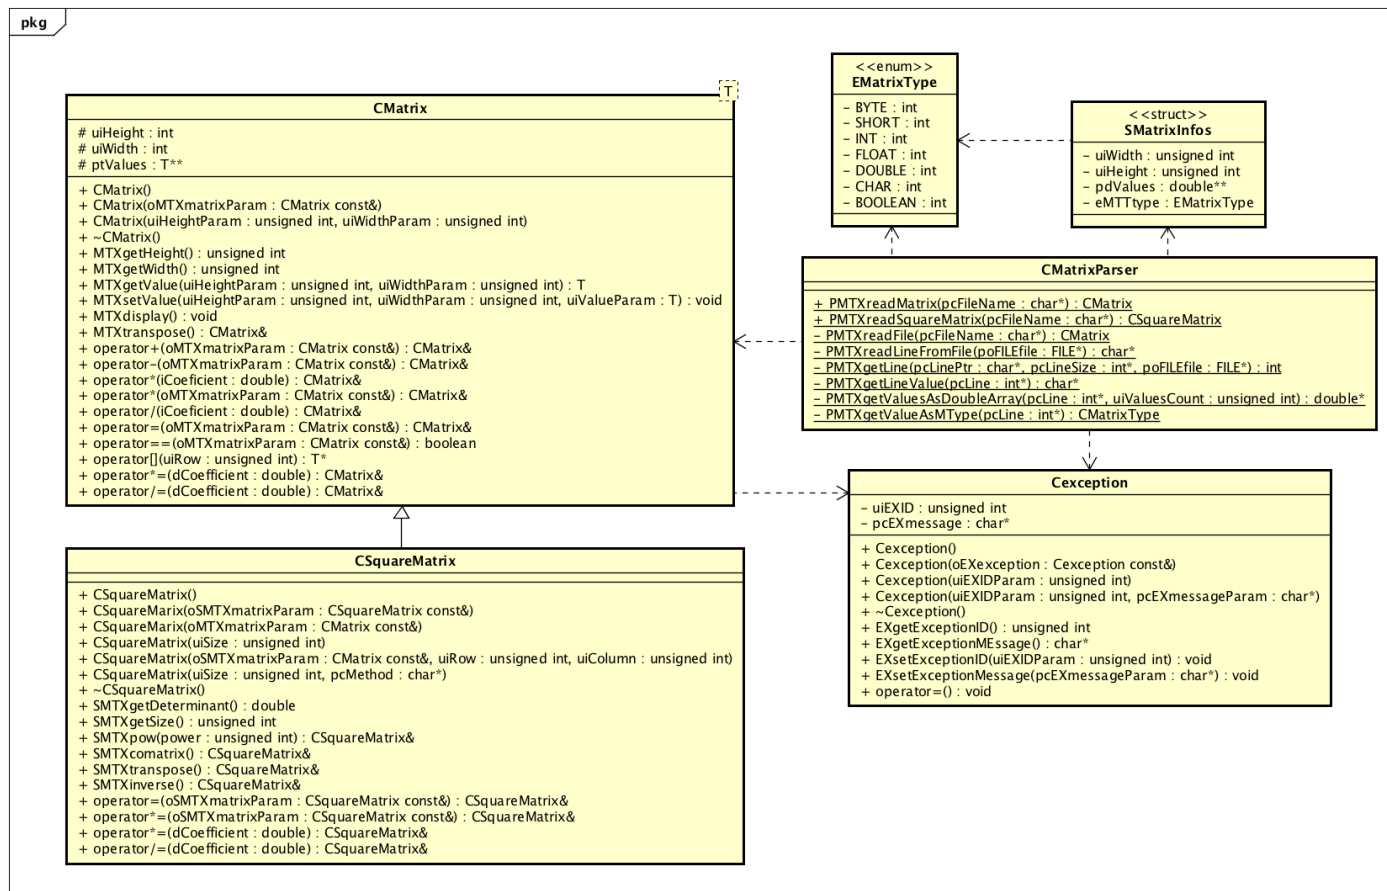 pkg
T
CMatrix
# uiHeight : int
# uiWidth : int
# ptValues : T**
+ CMatrix()
+ CMatrix(oMTXmatrixParam : CMatrix const&)
+ CMatrix(uiHeightParam : unsigned int, uiWidthParam : unsigned int)
+ ~CMatrix()
+ MTXgetHeight() : unsigned int
+ MTXgetWidth() : unsigned int
+ MTXgetValue(uiHeightParam : unsigned int, uiWidthParam : unsigned int) : T
+ MTXsetValue(uiHeightParam : unsigned int, uiWidthParam : unsigned int, uiValueParam : T) : void
+ MTXdisplay() : void
+ MTXtranspose() : CMatrix&
+ operator+(oMTXmatrixParam : CMatrix const&) : CMatrix&
+ operator-(oMTXmatrixParam : CMatrix const&) : CMatrix&
+ operator*(iCoeficient : double) : CMatrix&
+ operator*(oMTXmatrixParam : CMatrix const&) : CMatrix&
+ operator/(iCoeficient : double) : CMatrix&
+ operator=(oMTXmatrixParam : CMatrix const&) : CMatrix&
+ operator==(oMTXmatrixParam : CMatrix const&) : boolean
+ operator[](uiRow : unsigned int) : T*
+ operator*=(dCoefficient : double) : CMatrix&
+ operator/=(dCoefficient : double) : CMatrix&
CSquareMatrix
+ CSquareMatrix()
+ CSquareMarix(oSMTXmatrixParam : CSquareMatrix const&)
+ CSquareMarix(oMTXmatrixParam : CMatrix const&)
+ CSquareMatrix(uiSize : unsigned int)
+ CSquareMatrix(oSMTXmatrixParam : CMatrix const&, uiRow : unsigned int, uiColumn : unsigned int)
+ CSquareMatrix(uiSize : unsigned int, pcMethod : char*)
+ ~CSquareMatrix()
+ SMTXgetDeterminant() : double
+ SMTXgetSize() : unsigned int
+ SMTXpow(power : unsigned int) : CSquareMatrix&
+ SMTXcomatrix() : CSquareMatrix&
+ SMTXtranspose() : CSquareMatrix&
+ SMTXinverse() : CSquareMatrix&
+ operator=(oSMTXmatrixParam : CSquareMatrix const&) : CSquareMatrix&
+ operator*=(oSMTXmatrixParam : CSquareMatrix const&) : CSquareMatrix&
+ operator*=(dCoefficient : double) : CSquareMatrix&
+ operator/=(dCoefficient : double) : CSquareMatrix&
<<enum>>
EMatrixType
- BYTE : int
- SHORT : int
- INT : int
- FLOAT : int
- DOUBLE : int
- CHAR : int
- BOOLEAN : int
<<struct>>
SMatrixInfos
- uiWidth : unsigned int
- uiHeight : unsigned int
- pdValues : double**
- eMTTtype : EMatrixType
CMatrixParser
+ PMTXreadMatrix(pcFileName : char*) : CMatrix
+ PMTXreadSquareMatrix(pcFileName : char*) : CSquareMatrix
- PMTXreadFile(pcFileName : char*) : CMatrix
- PMTXreadLineFromFile(poFILEfile : FILE*) : char*
- PMTXgetLine(pcLinePtr : char*, pcLineSize : int*, poFILEfile : FILE*) : int
- PMTXgetLineValue(pcLine : int*) : char*
- PMTXgetValuesAsDoubleArray(pcLine : int*, uiValuesCount : unsigned int) : double*
- PMTXgetValueAsMType(pcLine : int*) : CMatrixType
Cexception
- uiEXID : unsigned int
- pcEXmessage : char*
+ Cexception()
+ Cexception(oEXexception : Cexception const&)
+ Cexception(uiEXIDParam : unsigned int)
+ Cexception(uiEXIDParam : unsigned int, pcEXmessageParam : char*)
+ ~Cexception()
+ EXgetExceptionID() : unsigned int
+ EXgetExceptionMEssage() : char*
+ EXsetExceptionID(uiEXIDParam : unsigned int) : void
+ EXsetExceptionMessage(pcEXmessageParam : char*) : void
+ operator=() : void